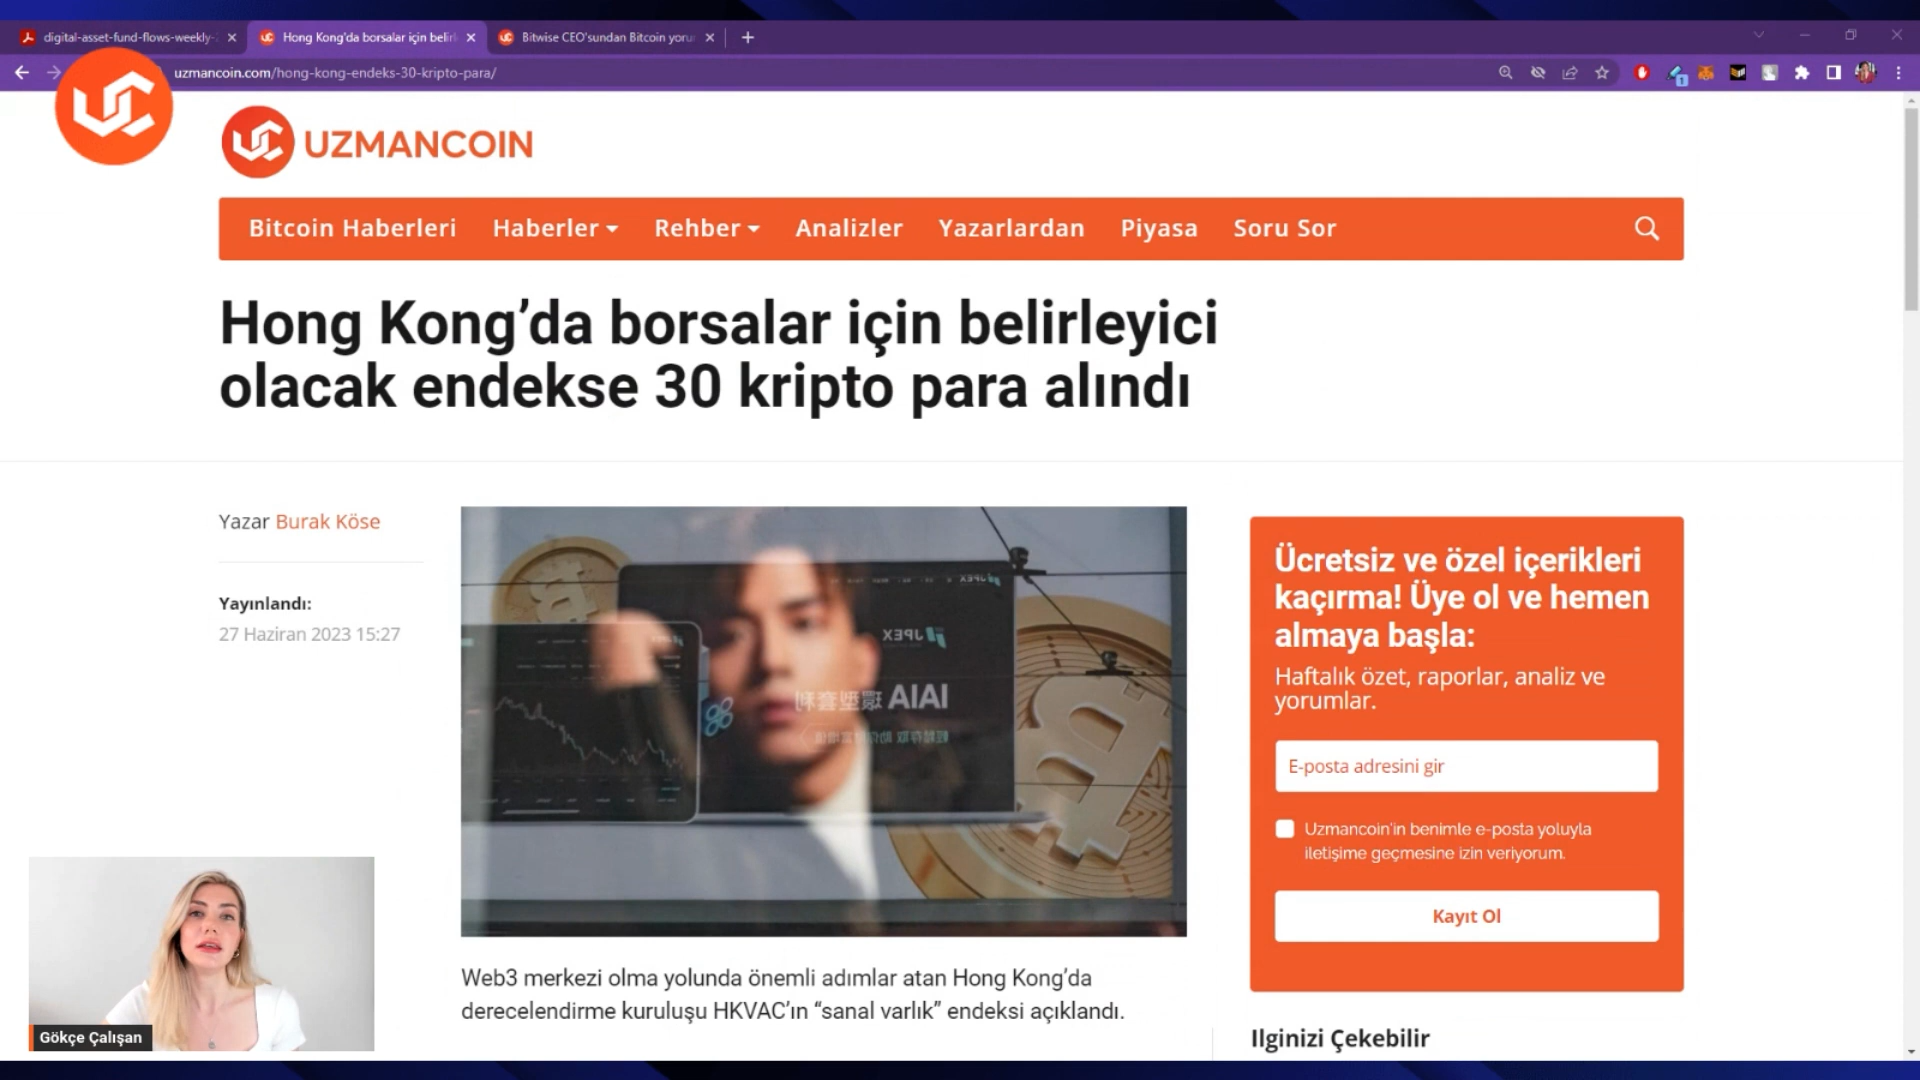 digital-asset-fund-flows-weekly-
Hong Kong'da borsalar için belirl
Bitwise CEO'sundan Bitcoin yoru
uzmancoin.com/hong-kong-endeks-30-kripto-para/
UZMANCOIN
Bitcoin Haberleri Haberler Rehber Analizler Yazarlardan Piyasa Soru Sor
Hong Kong’da borsalar için belirleyici
olacak endekse 30 kripto para alındı
Yazar Burak Köse
Yayınlandı:
27 Haziran 2023 15:27
JPEX
JPEX
AIAI
Web3 merkezi olma yolunda önemli adımlar atan Hong Kong’da
derecelendirme kuruluşu HKVAC’ın “sanal varlık” endeksi açıklandı.
Ücretsiz ve özel içerikleri
kaçırma! Üye ol ve hemen
almaya başla:
Haftalık özet, raporlar, analiz ve
yorumlar.
E-posta adresini gir
Uzmancoin'in benimle e-posta yoluyla
iletişime geçmesine izin veriyorum.
Kayıt Ol
Ilginizi Çekebilir
Gökçe Çalışan